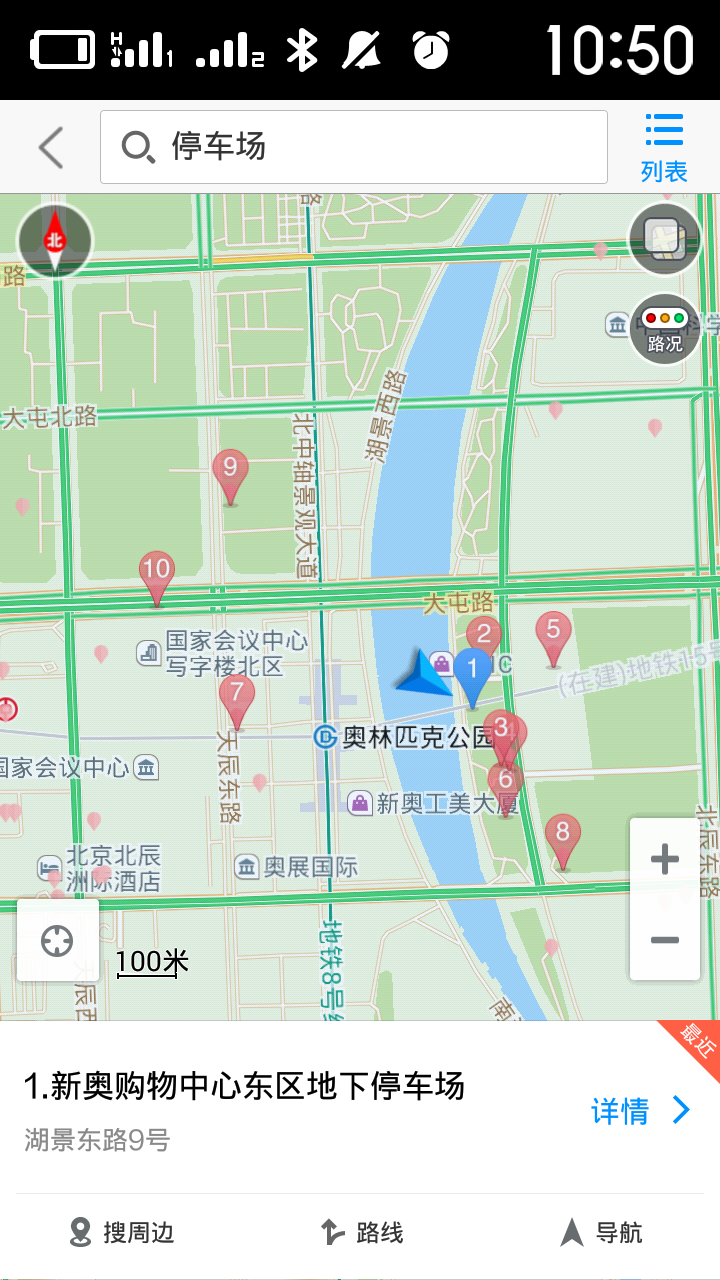 10:50
停车场
列表
北
路
路况
大屯北路
湖景西路
北中轴景观大道
9
10
大屯路
国家会议中心
写字楼北区
2
5
1
(在建)地铁15号
7
3
奥林匹克公园
天辰东路
国家会议中心
6
新奥工美大厦
8
北辰东路
北京北辰
洲际酒店
奥展国际
地铁8号线
100米
天辰西
南
最近
1.新奥购物中心东区地下停车场
湖景东路9号
详情
搜周边
路线
导航